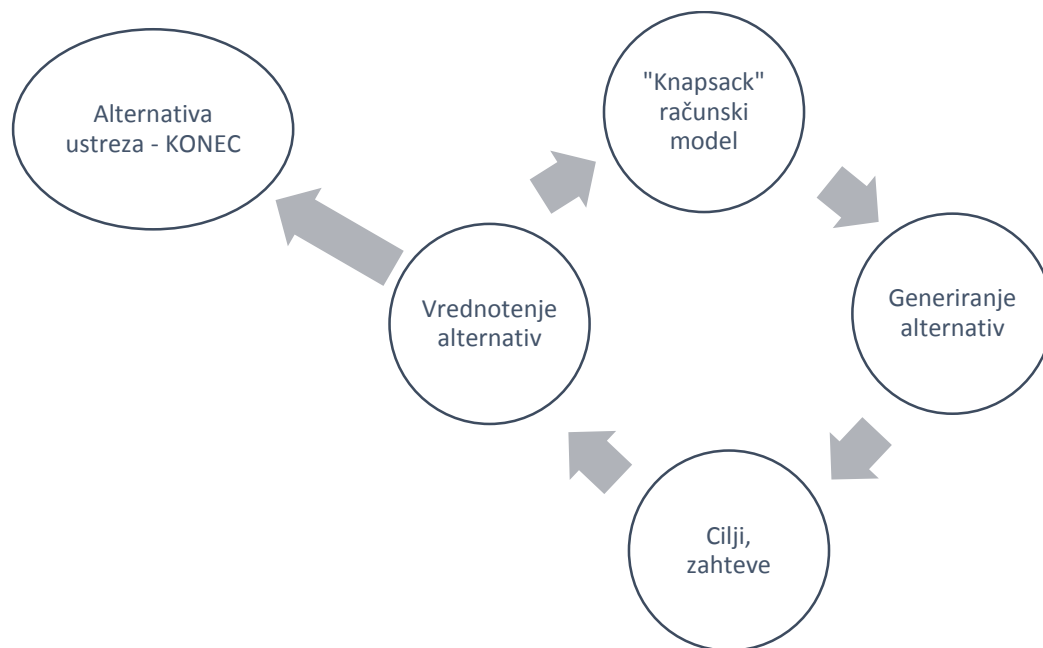 Alternativa
ustreza - KONEC
"Knapsack"
računski
model
Vrednotenje
alternativ
Generiranje
alternativ
Cilji,
zahteve